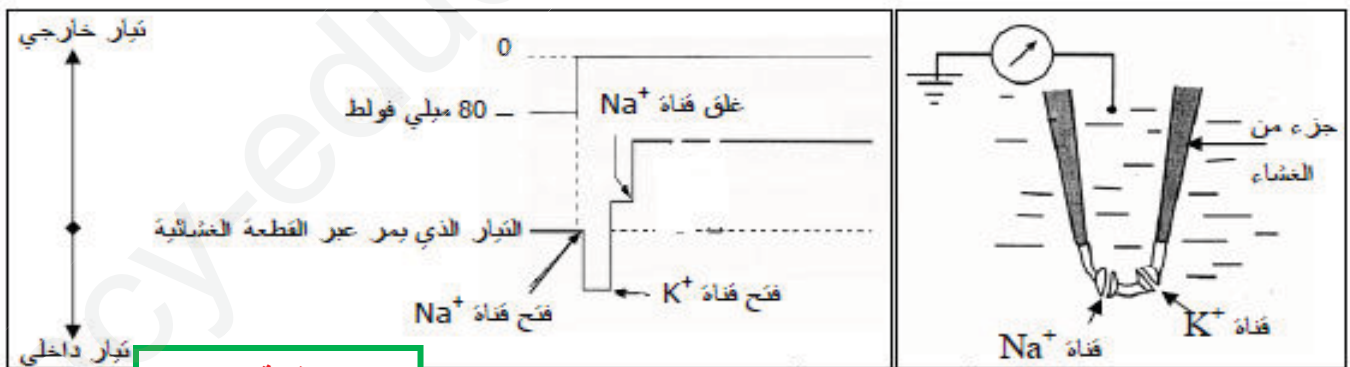 تيار خارجي
0
– 80 ميلي فولط
غلق قناة Na⁺
التيار الذي يمر عبر القطعة الغشائية
فتح قناة K⁺
فتح قناة Na⁺
تيار داخلي
جزء من
الغشاء
قناة K⁺
قناة Na⁺